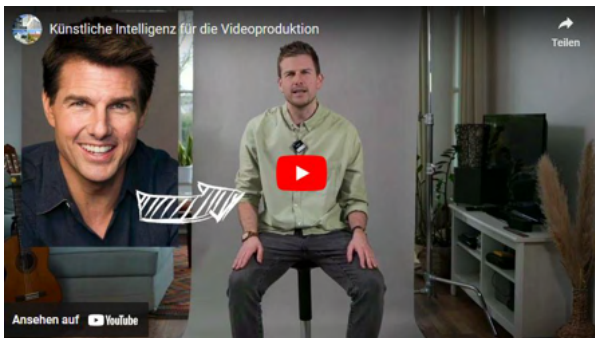 Künstliche Intelligenz für die Videoproduktion
Teilen
Ansehen auf YouTube